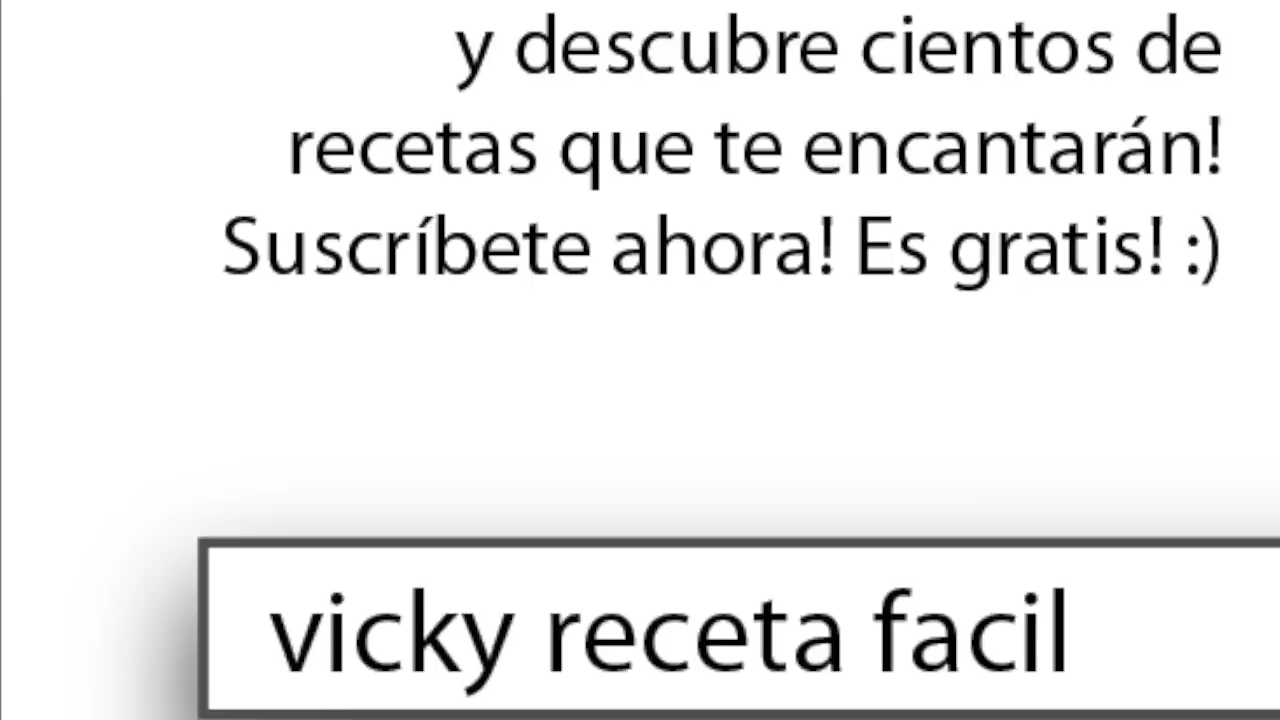 y descubre cientos de
recetas que te encantarán!
Suscríbete ahora! Es gratis! :)
vicky receta facil